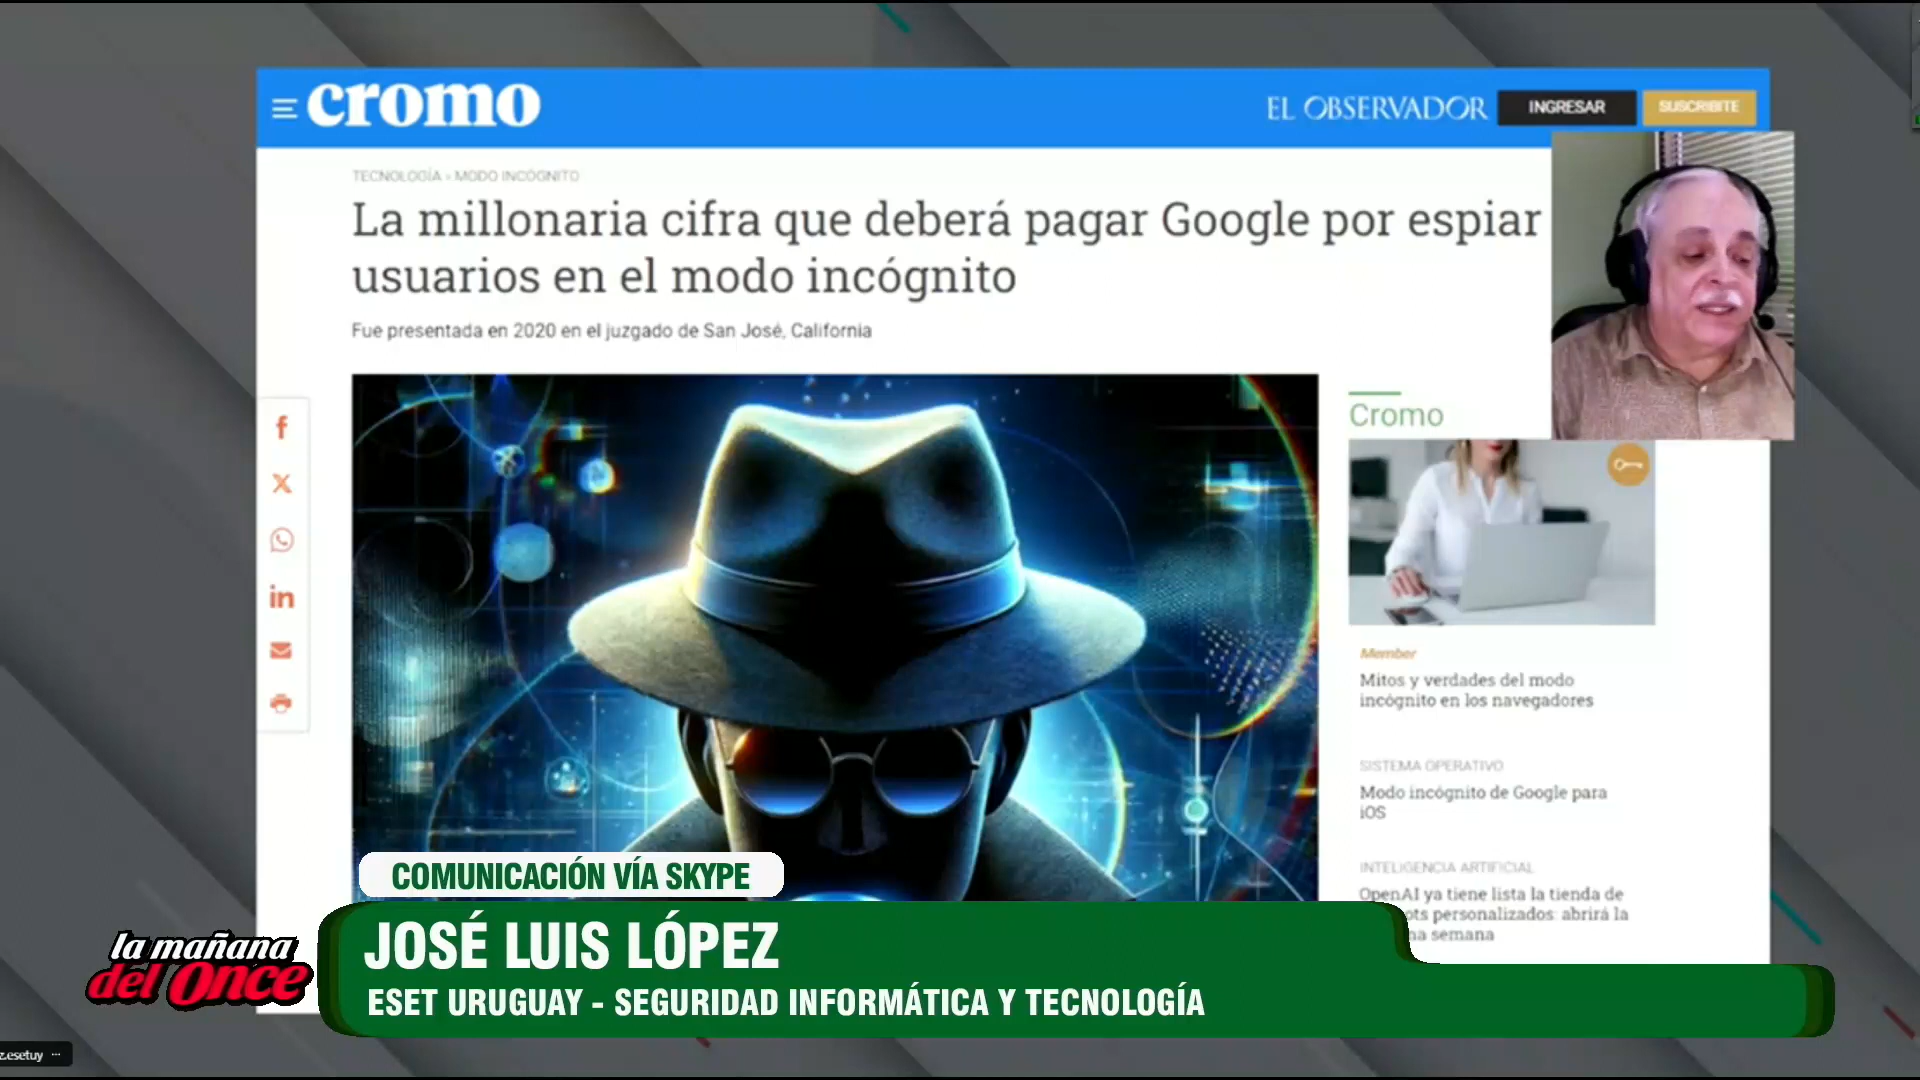 cromo
EL OBSERVADOR
INGRESAR
SUSCRIBITE
TECNOLOGÍA › MODO INCÓGNITO
La millonaria cifra que deberá pagar Google por espiar
usuarios en el modo incógnito
Fue presentada en 2020 en el juzgado de San José, California
Cromo
Member
Mitos y verdades del modo
incógnito en los navegadores
SISTEMA OPERATIVO
Modo incógnito de Google para
iOS
INTELIGENCIA ARTIFICIAL
OpenAI ya tiene lista la tienda de
ots personalizados: abrirá la
na semana
COMUNICACIÓN VÍA SKYPE
la mañana
del Once
JOSÉ LUIS LÓPEZ
ESET URUGUAY - SEGURIDAD INFORMÁTICA Y TECNOLOGÍA
z.esetuy ...